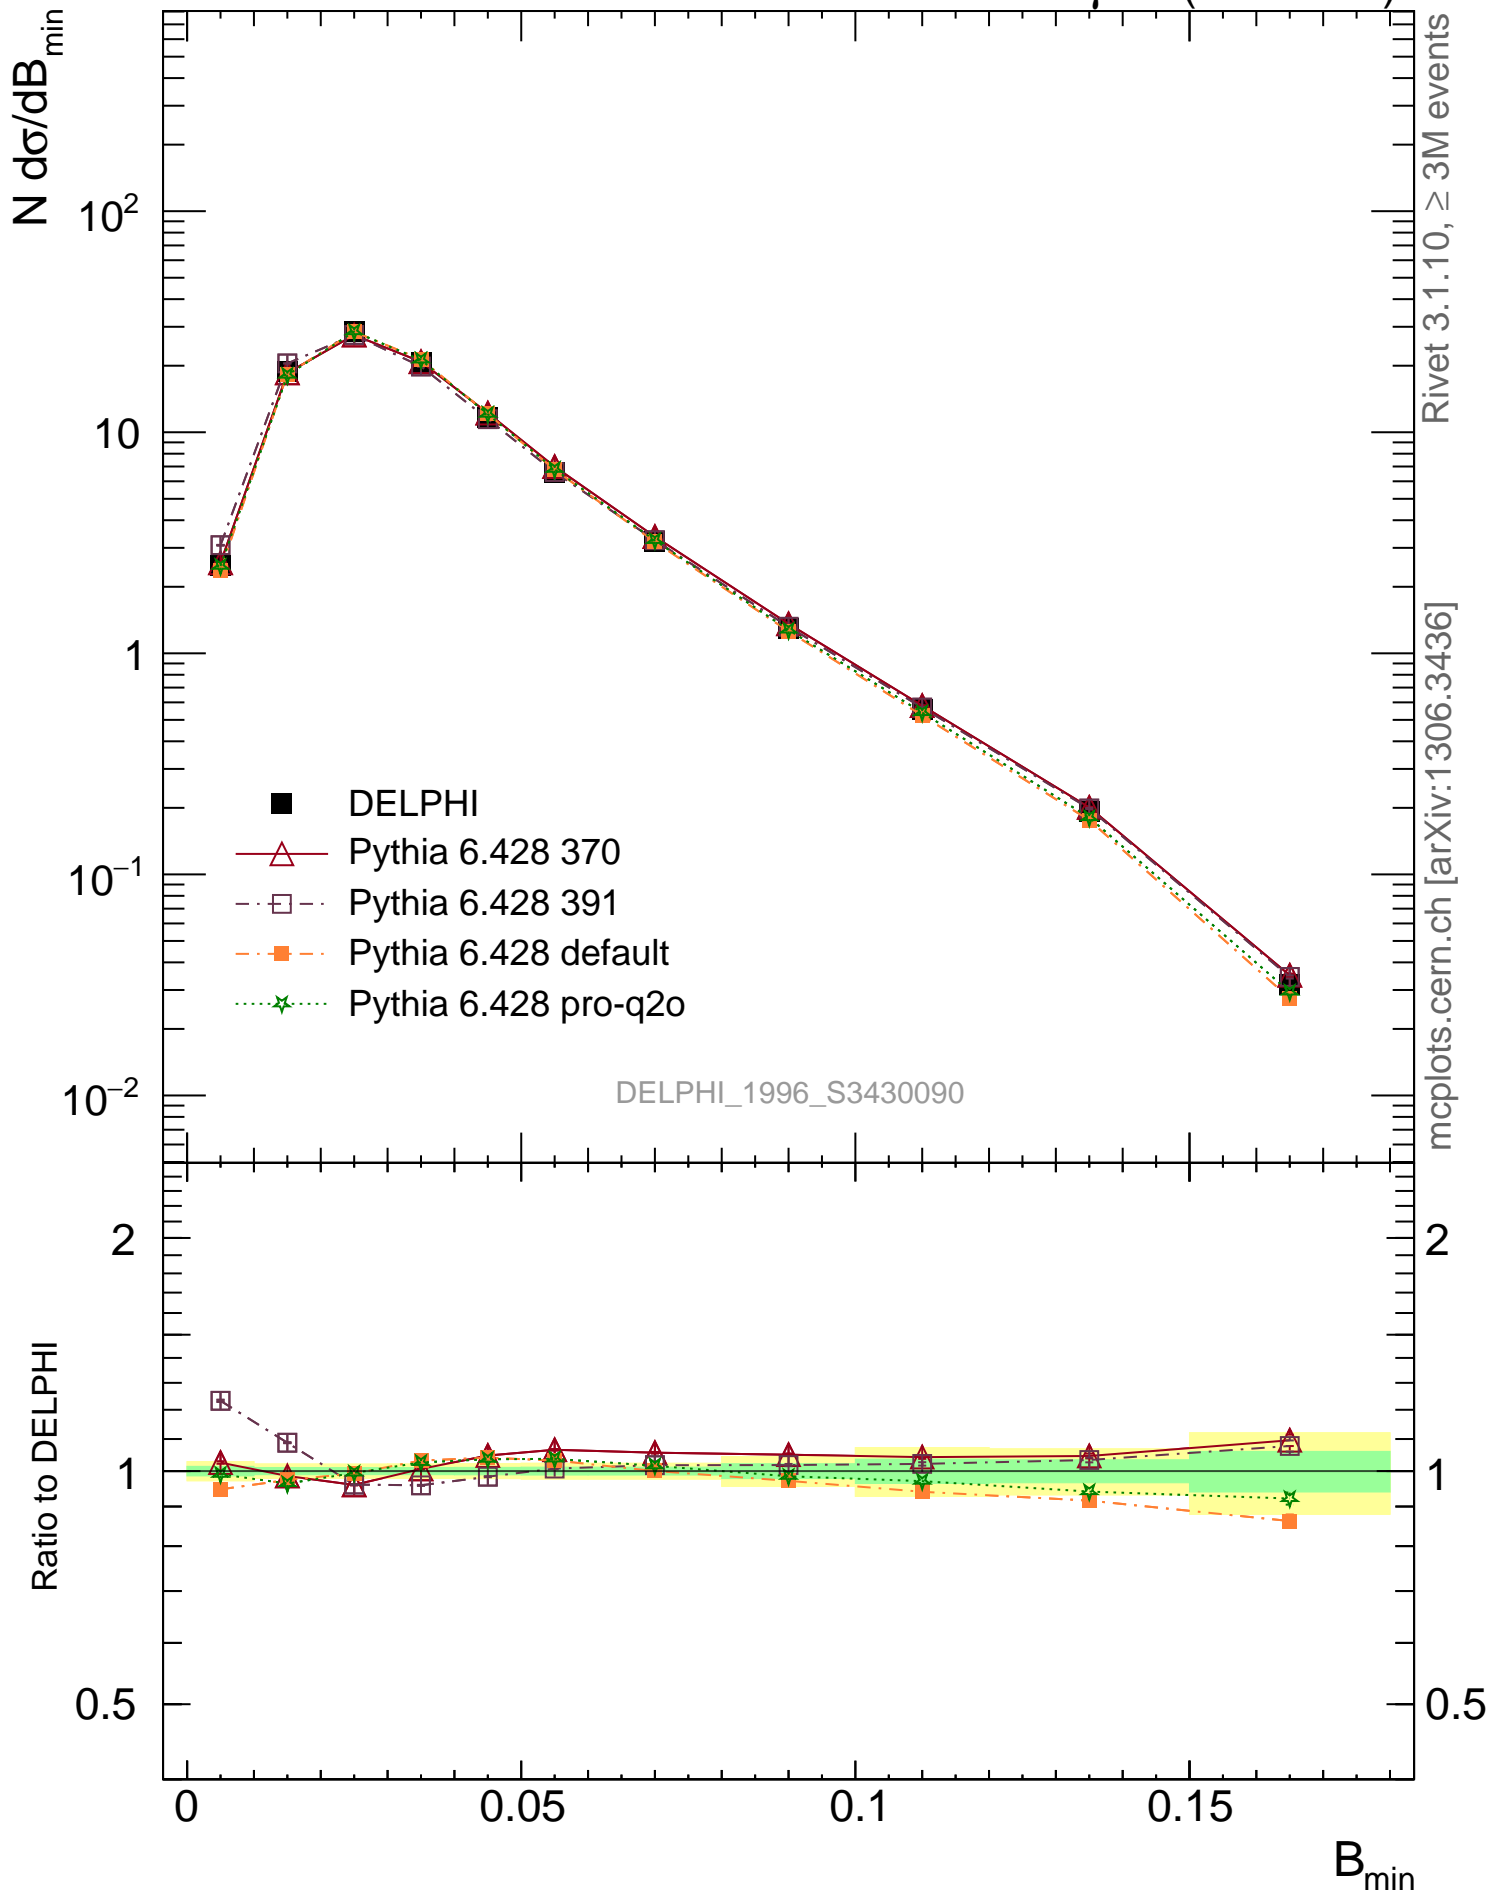 N dσ/dB_min
10²
10
1
10⁻¹
10⁻²
DELPHI
Pythia 6.428 370
Pythia 6.428 391
Pythia 6.428 default
Pythia 6.428 pro-q2o
DELPHI_1996_S3430090
Rivet 3.1.10, ≥ 3M events
mcplots.cern.ch [arXiv:1306.3436]
Ratio to DELPHI
2
1
0.5
2
1
0.5
0 0.05 0.1 0.15
B_min